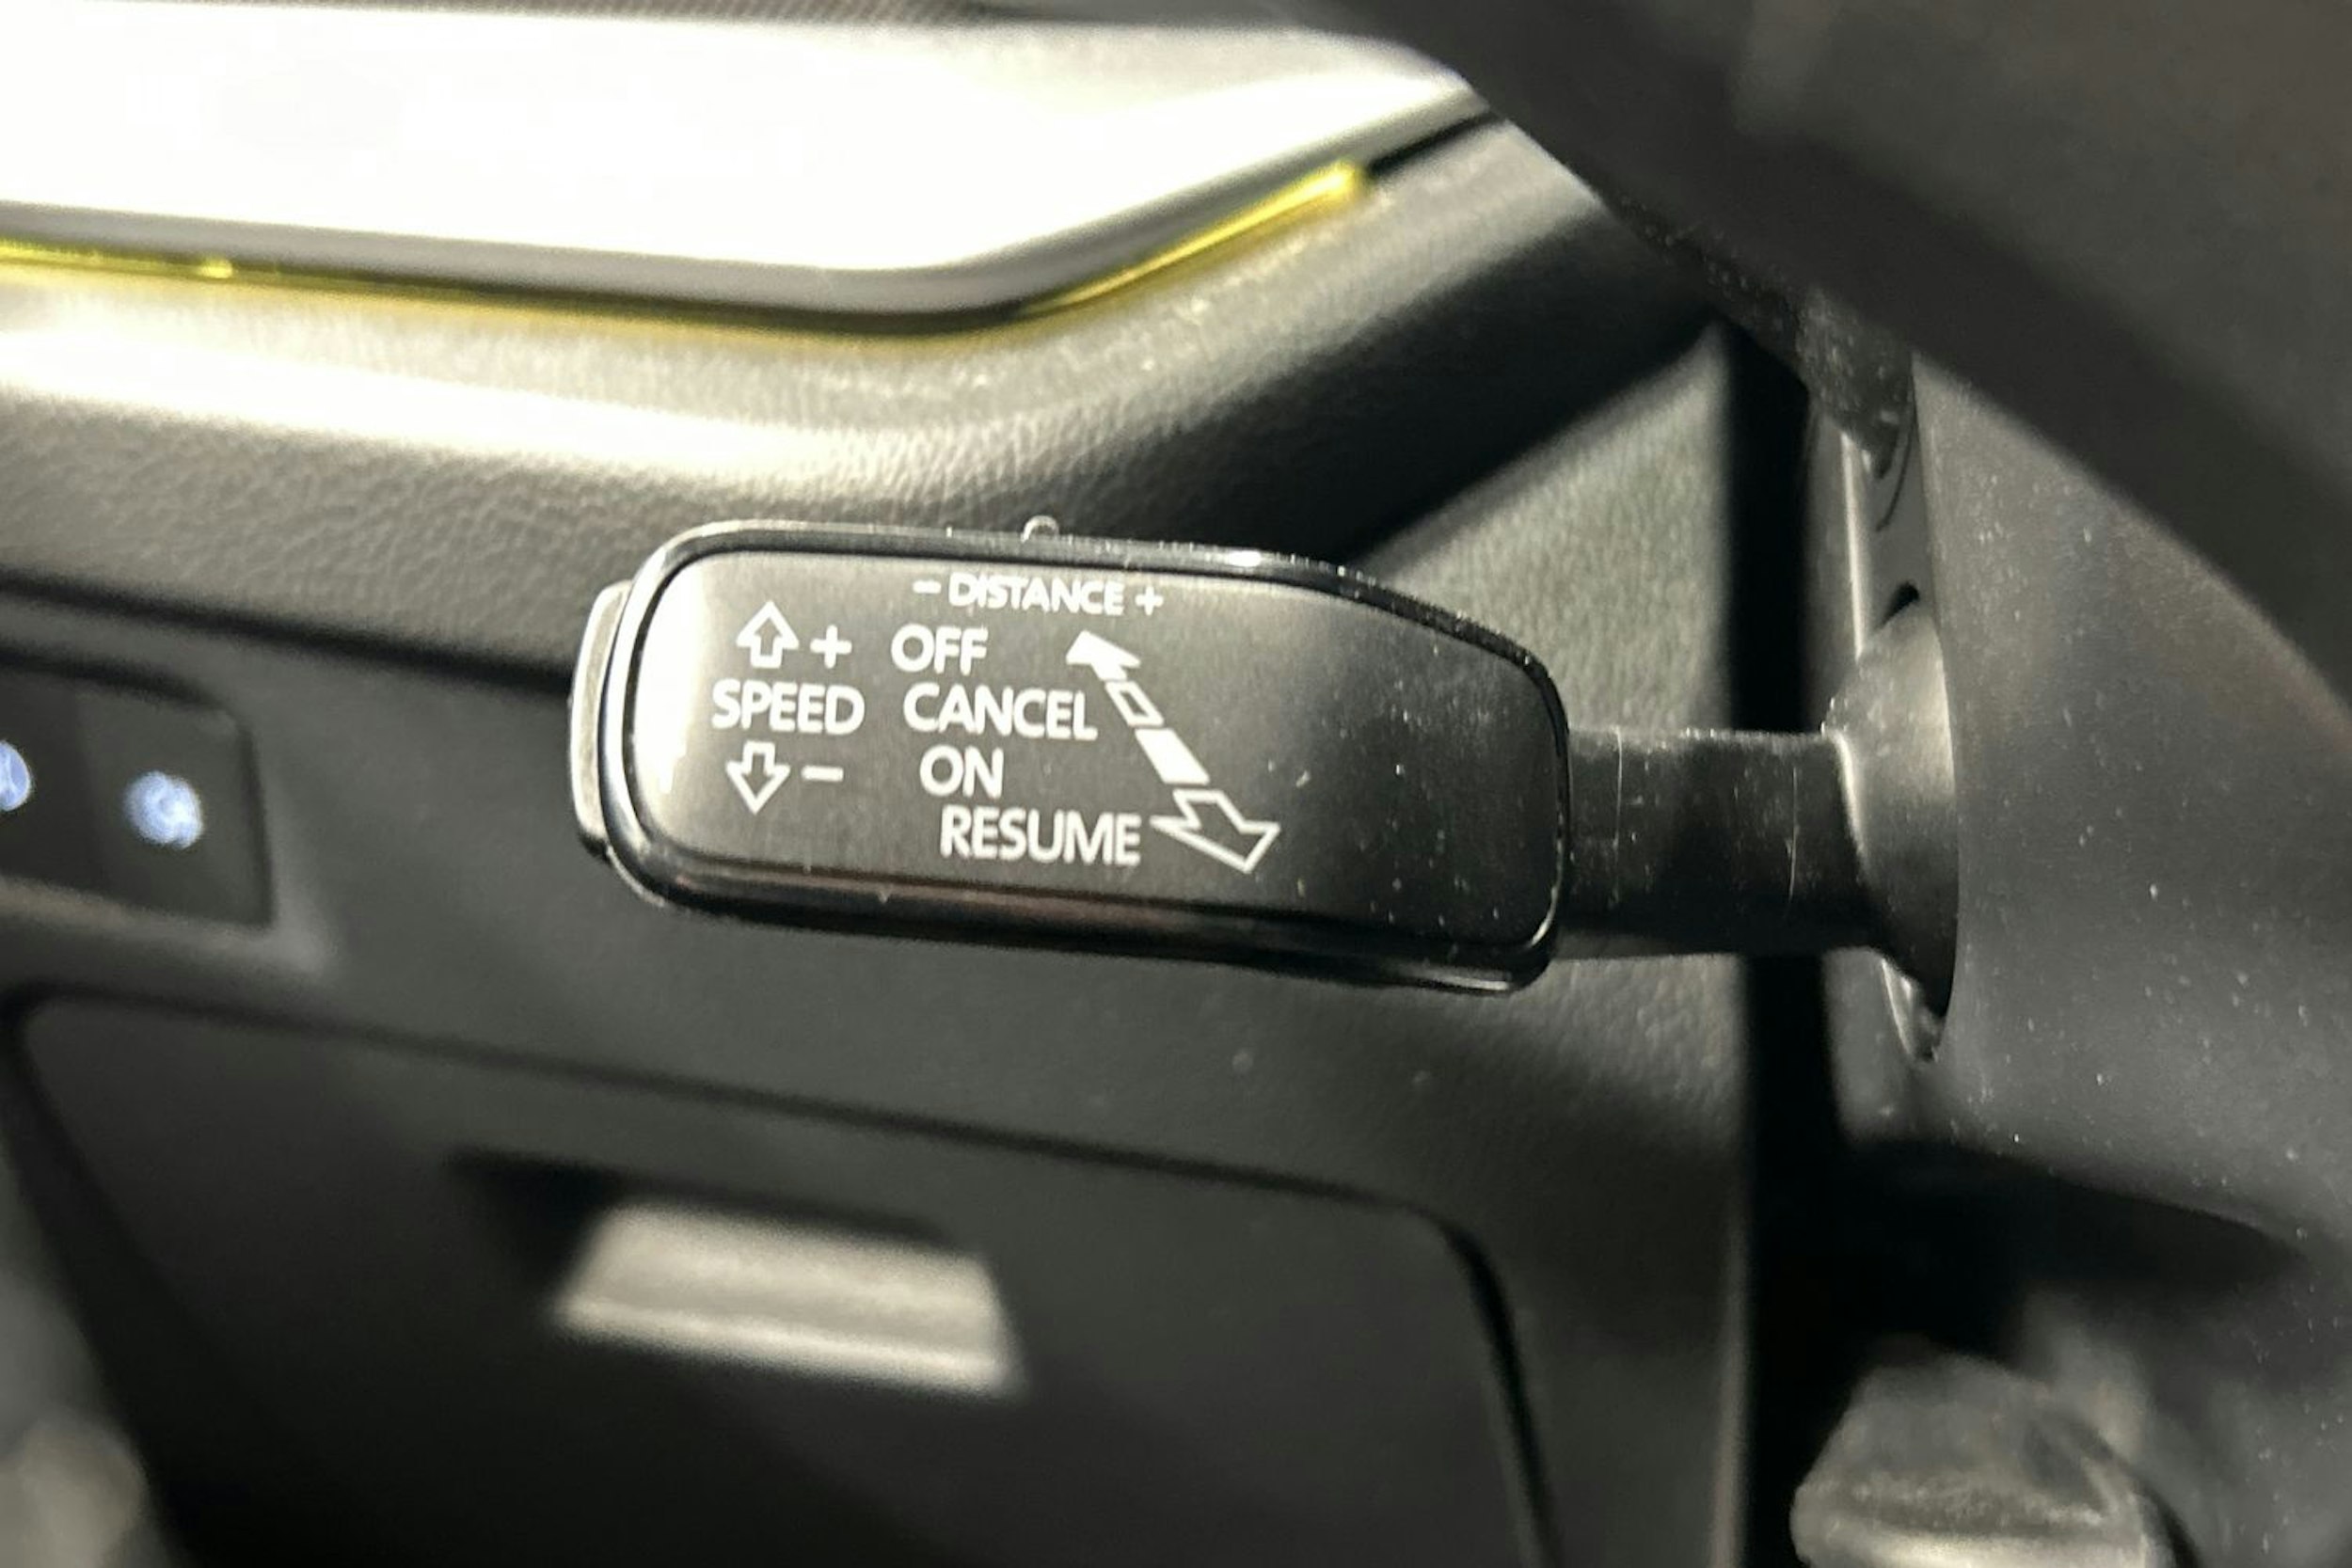 - DISTANCE +
+ OFF
SPEED CANCEL
- ON
RESUME